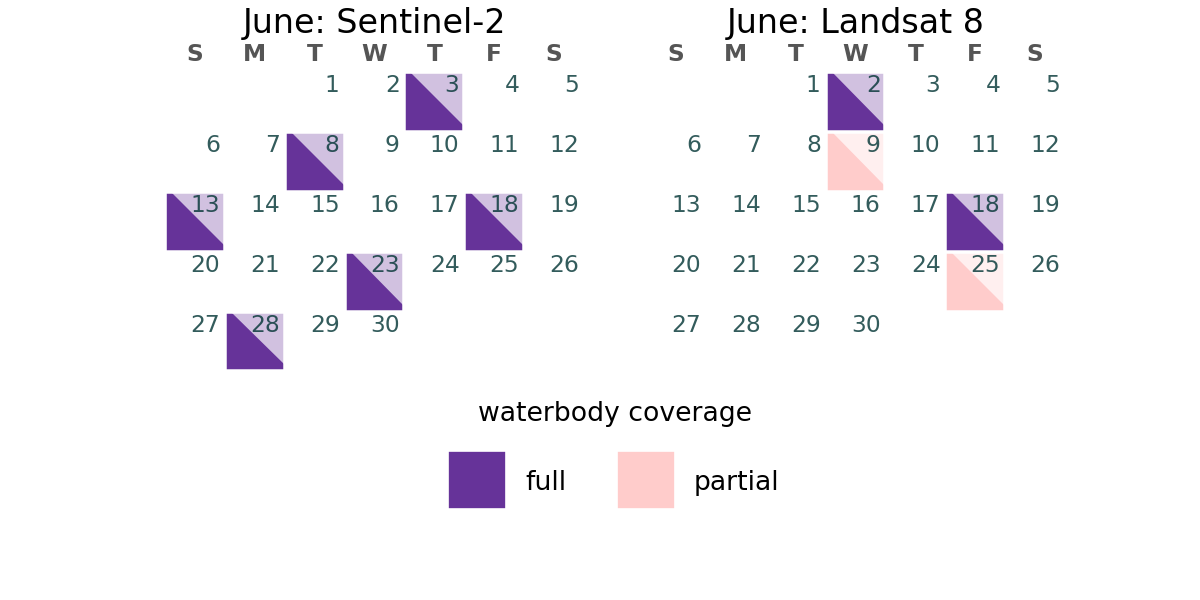 June: Sentinel-2
S M T W T F S
1 2 3 4 5
6 7 8 9 10 11 12
13 14 15 16 17 18 19
20 21 22 23 24 25 26
27 28 29 30
June: Landsat 8
S M T W T F S
1 2 3 4 5
6 7 8 9 10 11 12
13 14 15 16 17 18 19
20 21 22 23 24 25 26
27 28 29 30
waterbody coverage
full
partial